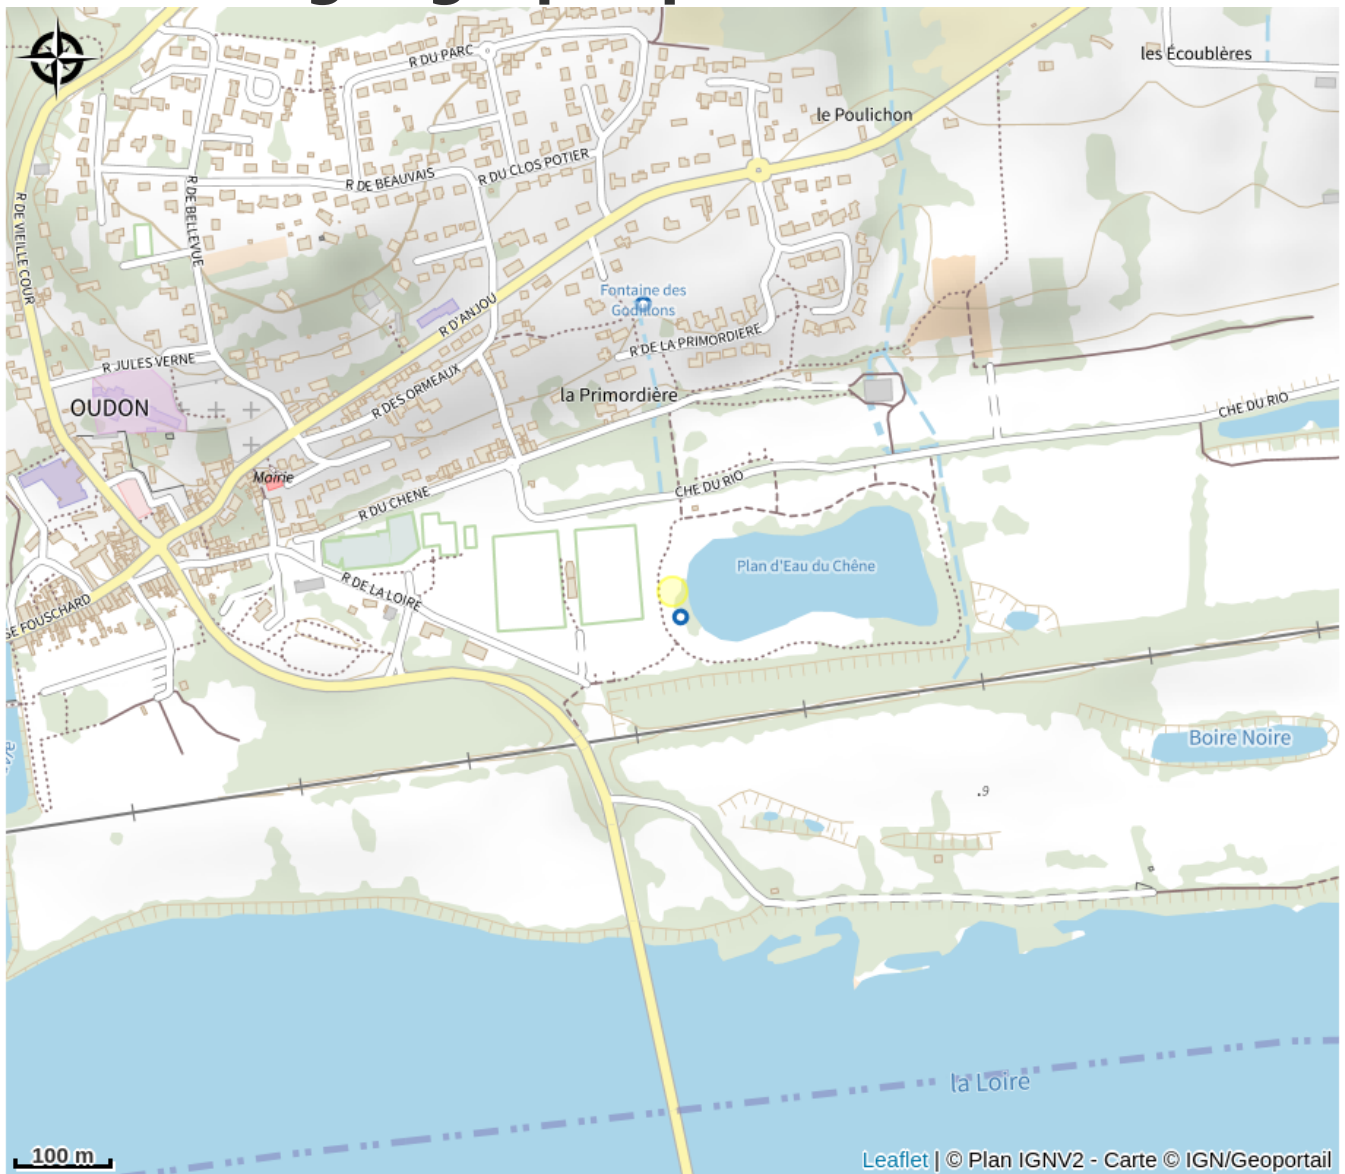 les Écoublères
R DU PARC
le Poulichon
R DU CLOS POTIER
R DE BEAUVAIS
R DE BELLEVUE
R DE VIEILLE COUR
Fontaine des
Godillons
R D'ANJOU
R DE LA PRIMORDIERE
R JULES VERNE
R DES ORMEAUX
la Primordière
OUDON
CHE DU RIO
Mairie
CHE DU RIO
R DU CHENE
Plan d'Eau du Chêne
R DE LA LOIRE
SE FOUSCHARD
Boire Noire
.9
la Loire
100 m
Leaflet | © Plan IGNV2 - Carte © IGN/Geoportail